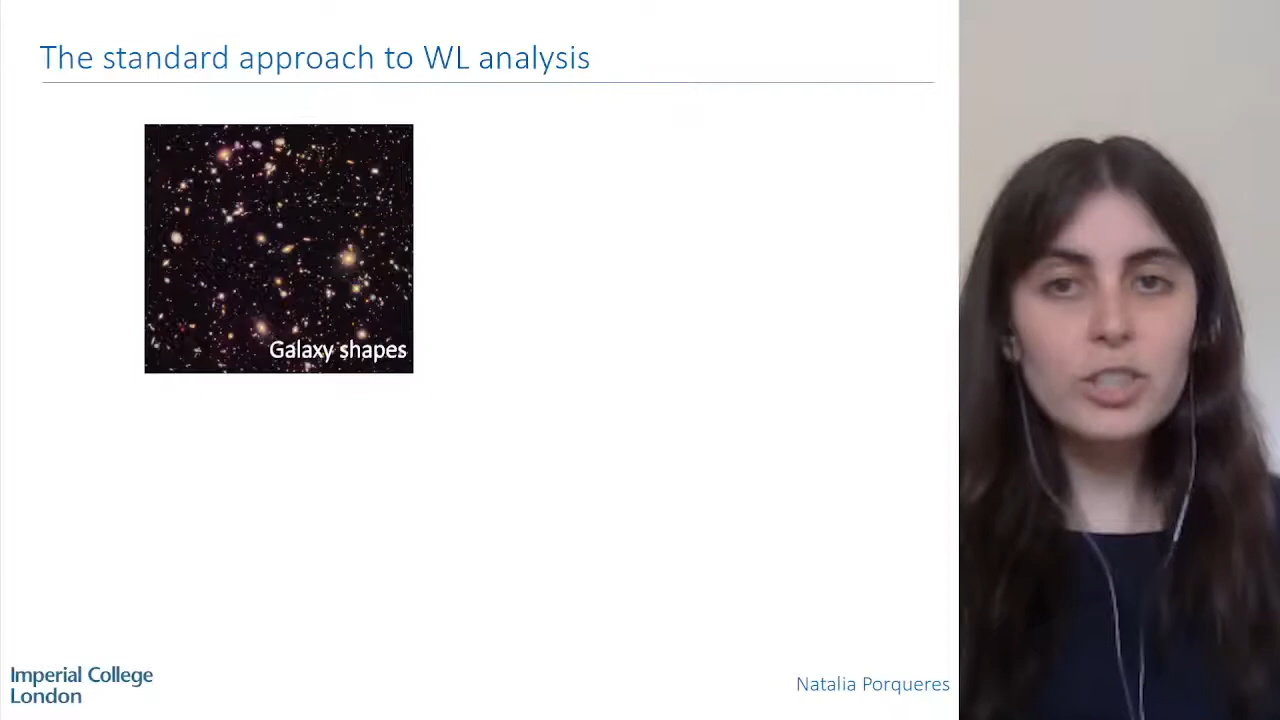 The standard approach to WL analysis
Galaxy shapes
Imperial College
London
Natalia Porqueres